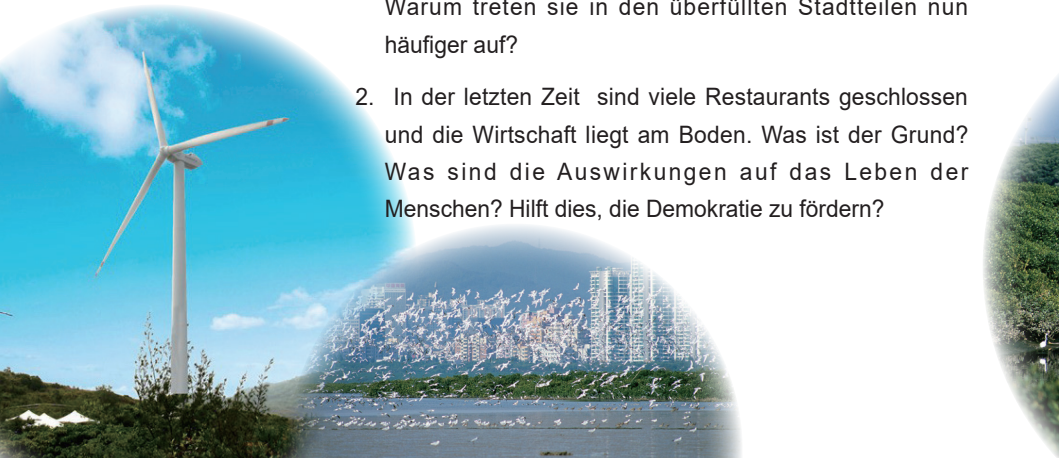 Warum treten sie in den überfüllten Stadtteilen nun
häufiger auf?
2. In der letzten Zeit sind viele Restaurants geschlossen
und die Wirtschaft liegt am Boden. Was ist der Grund?
Was sind die Auswirkungen auf das Leben der
Menschen? Hilft dies, die Demokratie zu fördern?